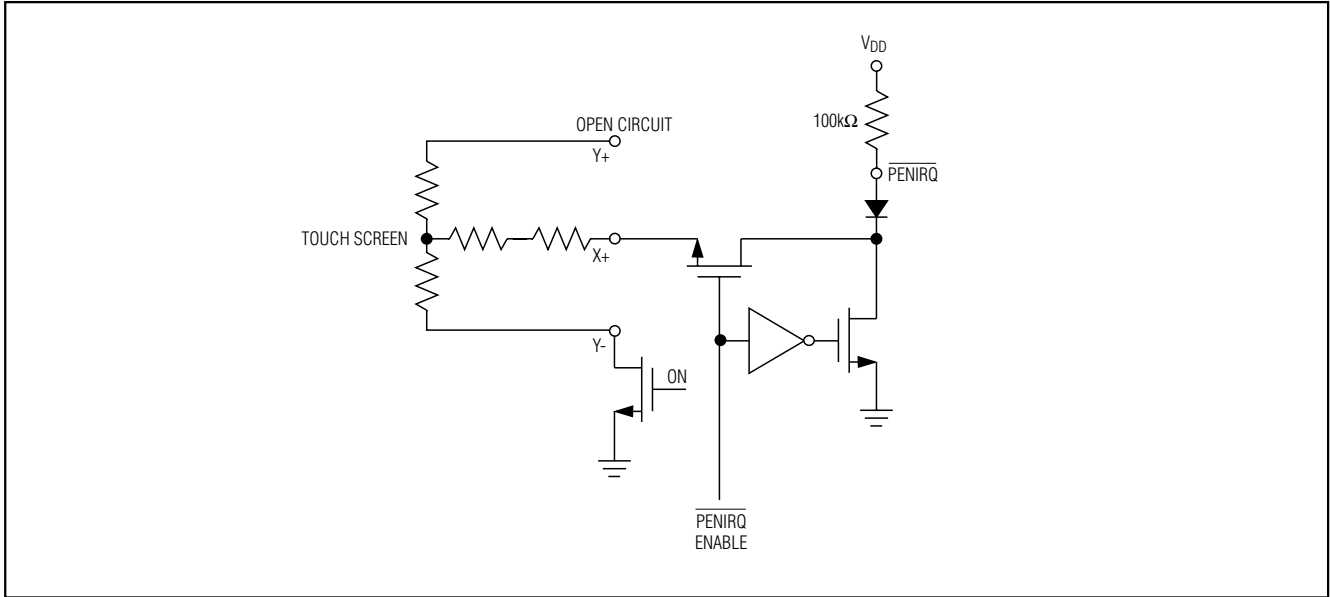 VDD
100kΩ
OPEN CIRCUIT
Y+
PENIRQ
TOUCH SCREEN
X+
Y-
ON
PENIRQ
ENABLE